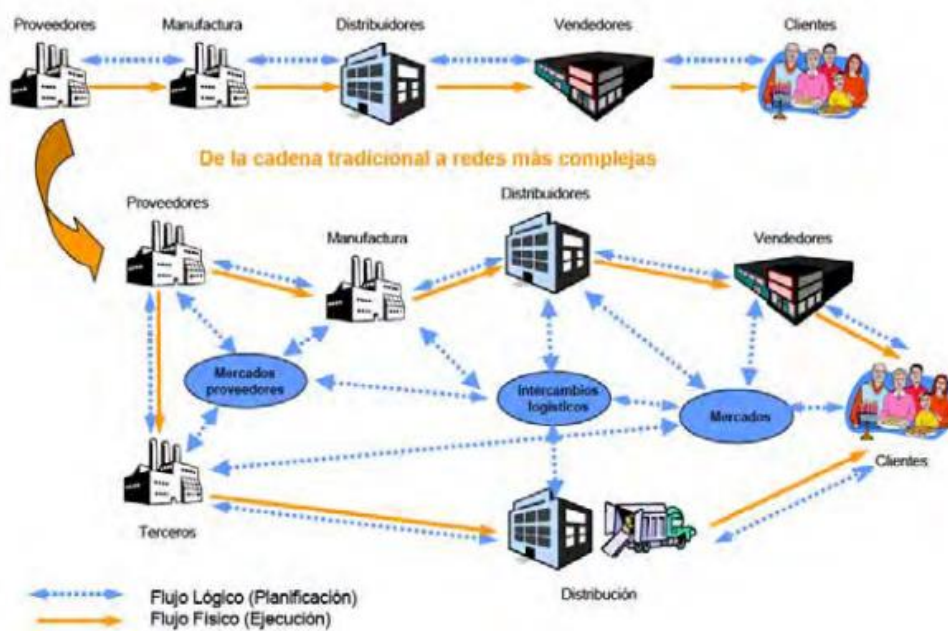 Proveedores
Manufactura
Distribuidores
Vendedores
Clientes
De la cadena tradicional a redes más complejas
Proveedores
Manufactura
Distribuidores
Vendedores
Mercados
proveedores
Intercambios
logísticos
Mercados
Clientes
Terceros
Distribución
Flujo Lógico (Planificación)
Flujo Físico (Ejecución)